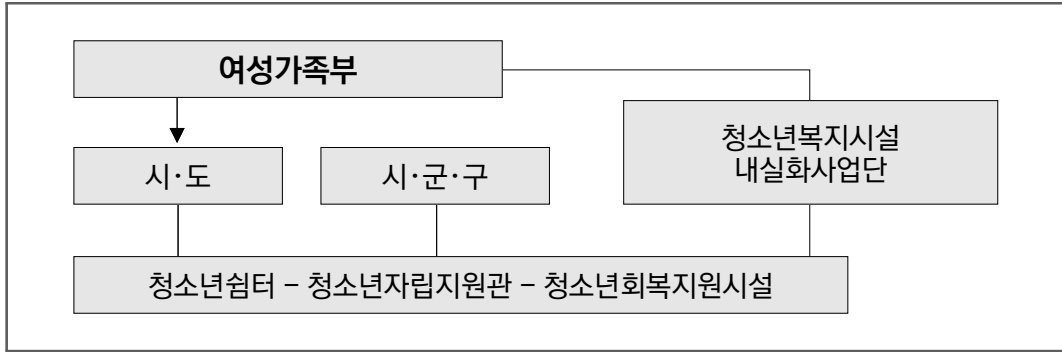 여성가족부
청소년복지시설
내실화사업단
시·도
시·군·구
청소년쉼터 – 청소년자립지원관 – 청소년회복지원시설